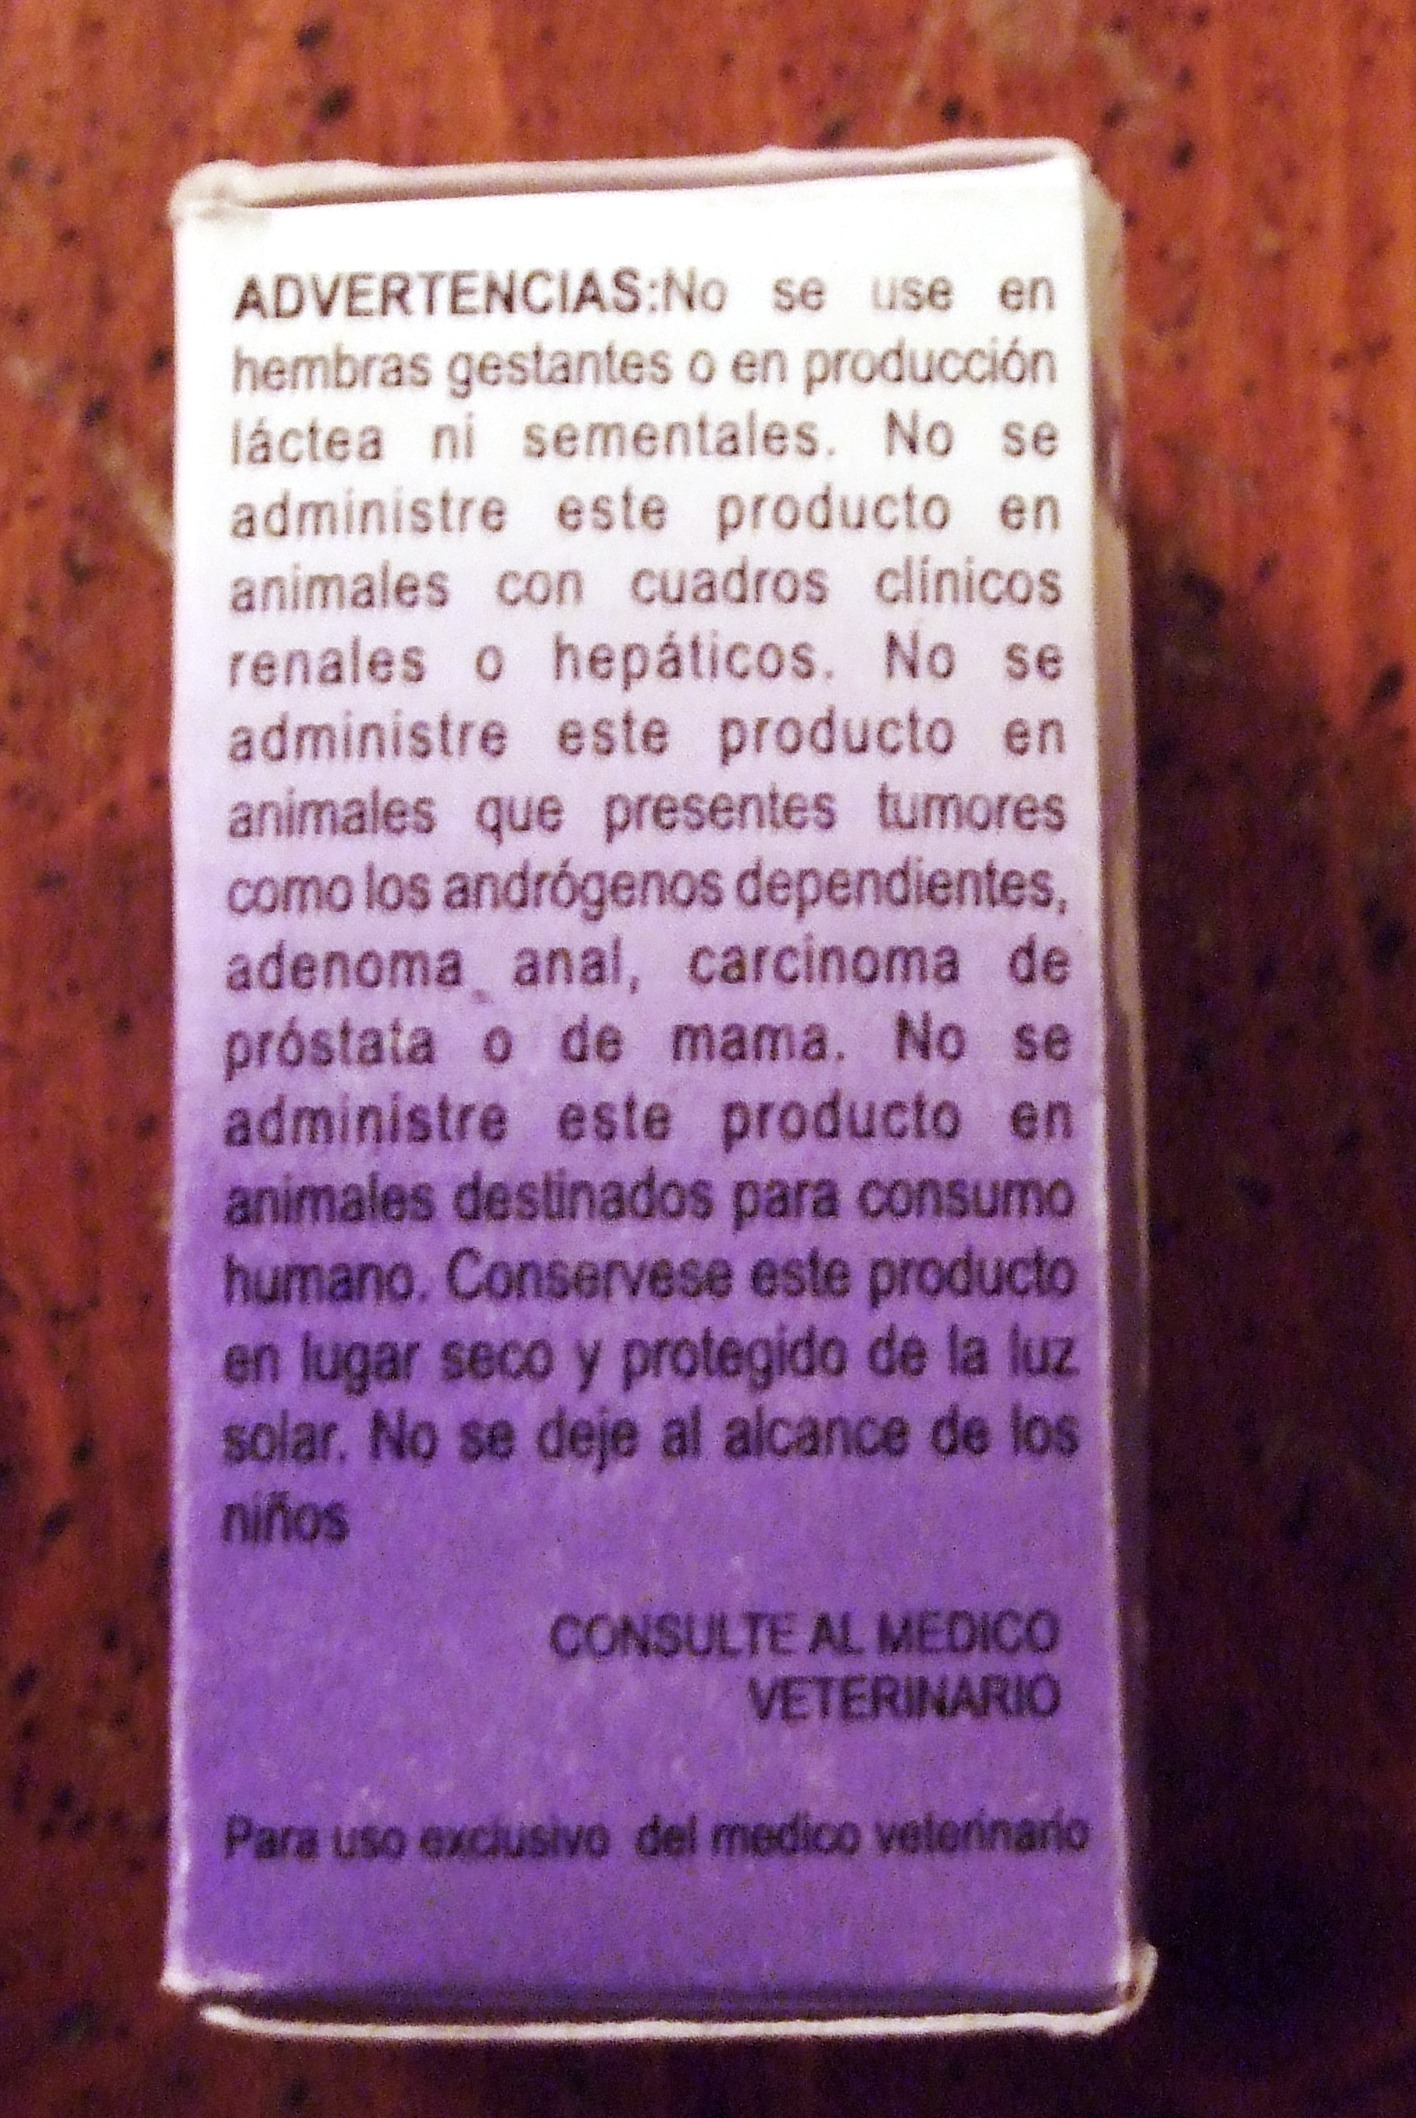 ADVERTENCIAS:No se use en
hembras gestantes o en producción
láctea ni sementales. No se
administre este producto en
animales con cuadros clínicos
renales o hepáticos. No se
administre este producto en
animales que presentes tumores
como los andrógenos dependientes,
adenoma anal, carcinoma de
próstata o de mama. No se
administre este producto en
animales destinados para consumo
humano. Conservese este producto
en lugar seco y protegido de la luz
solar. No se deje al alcance de los
niños
CONSULTE AL MEDICO
VETERINARIO
Para uso exclusivo del medico veterinario